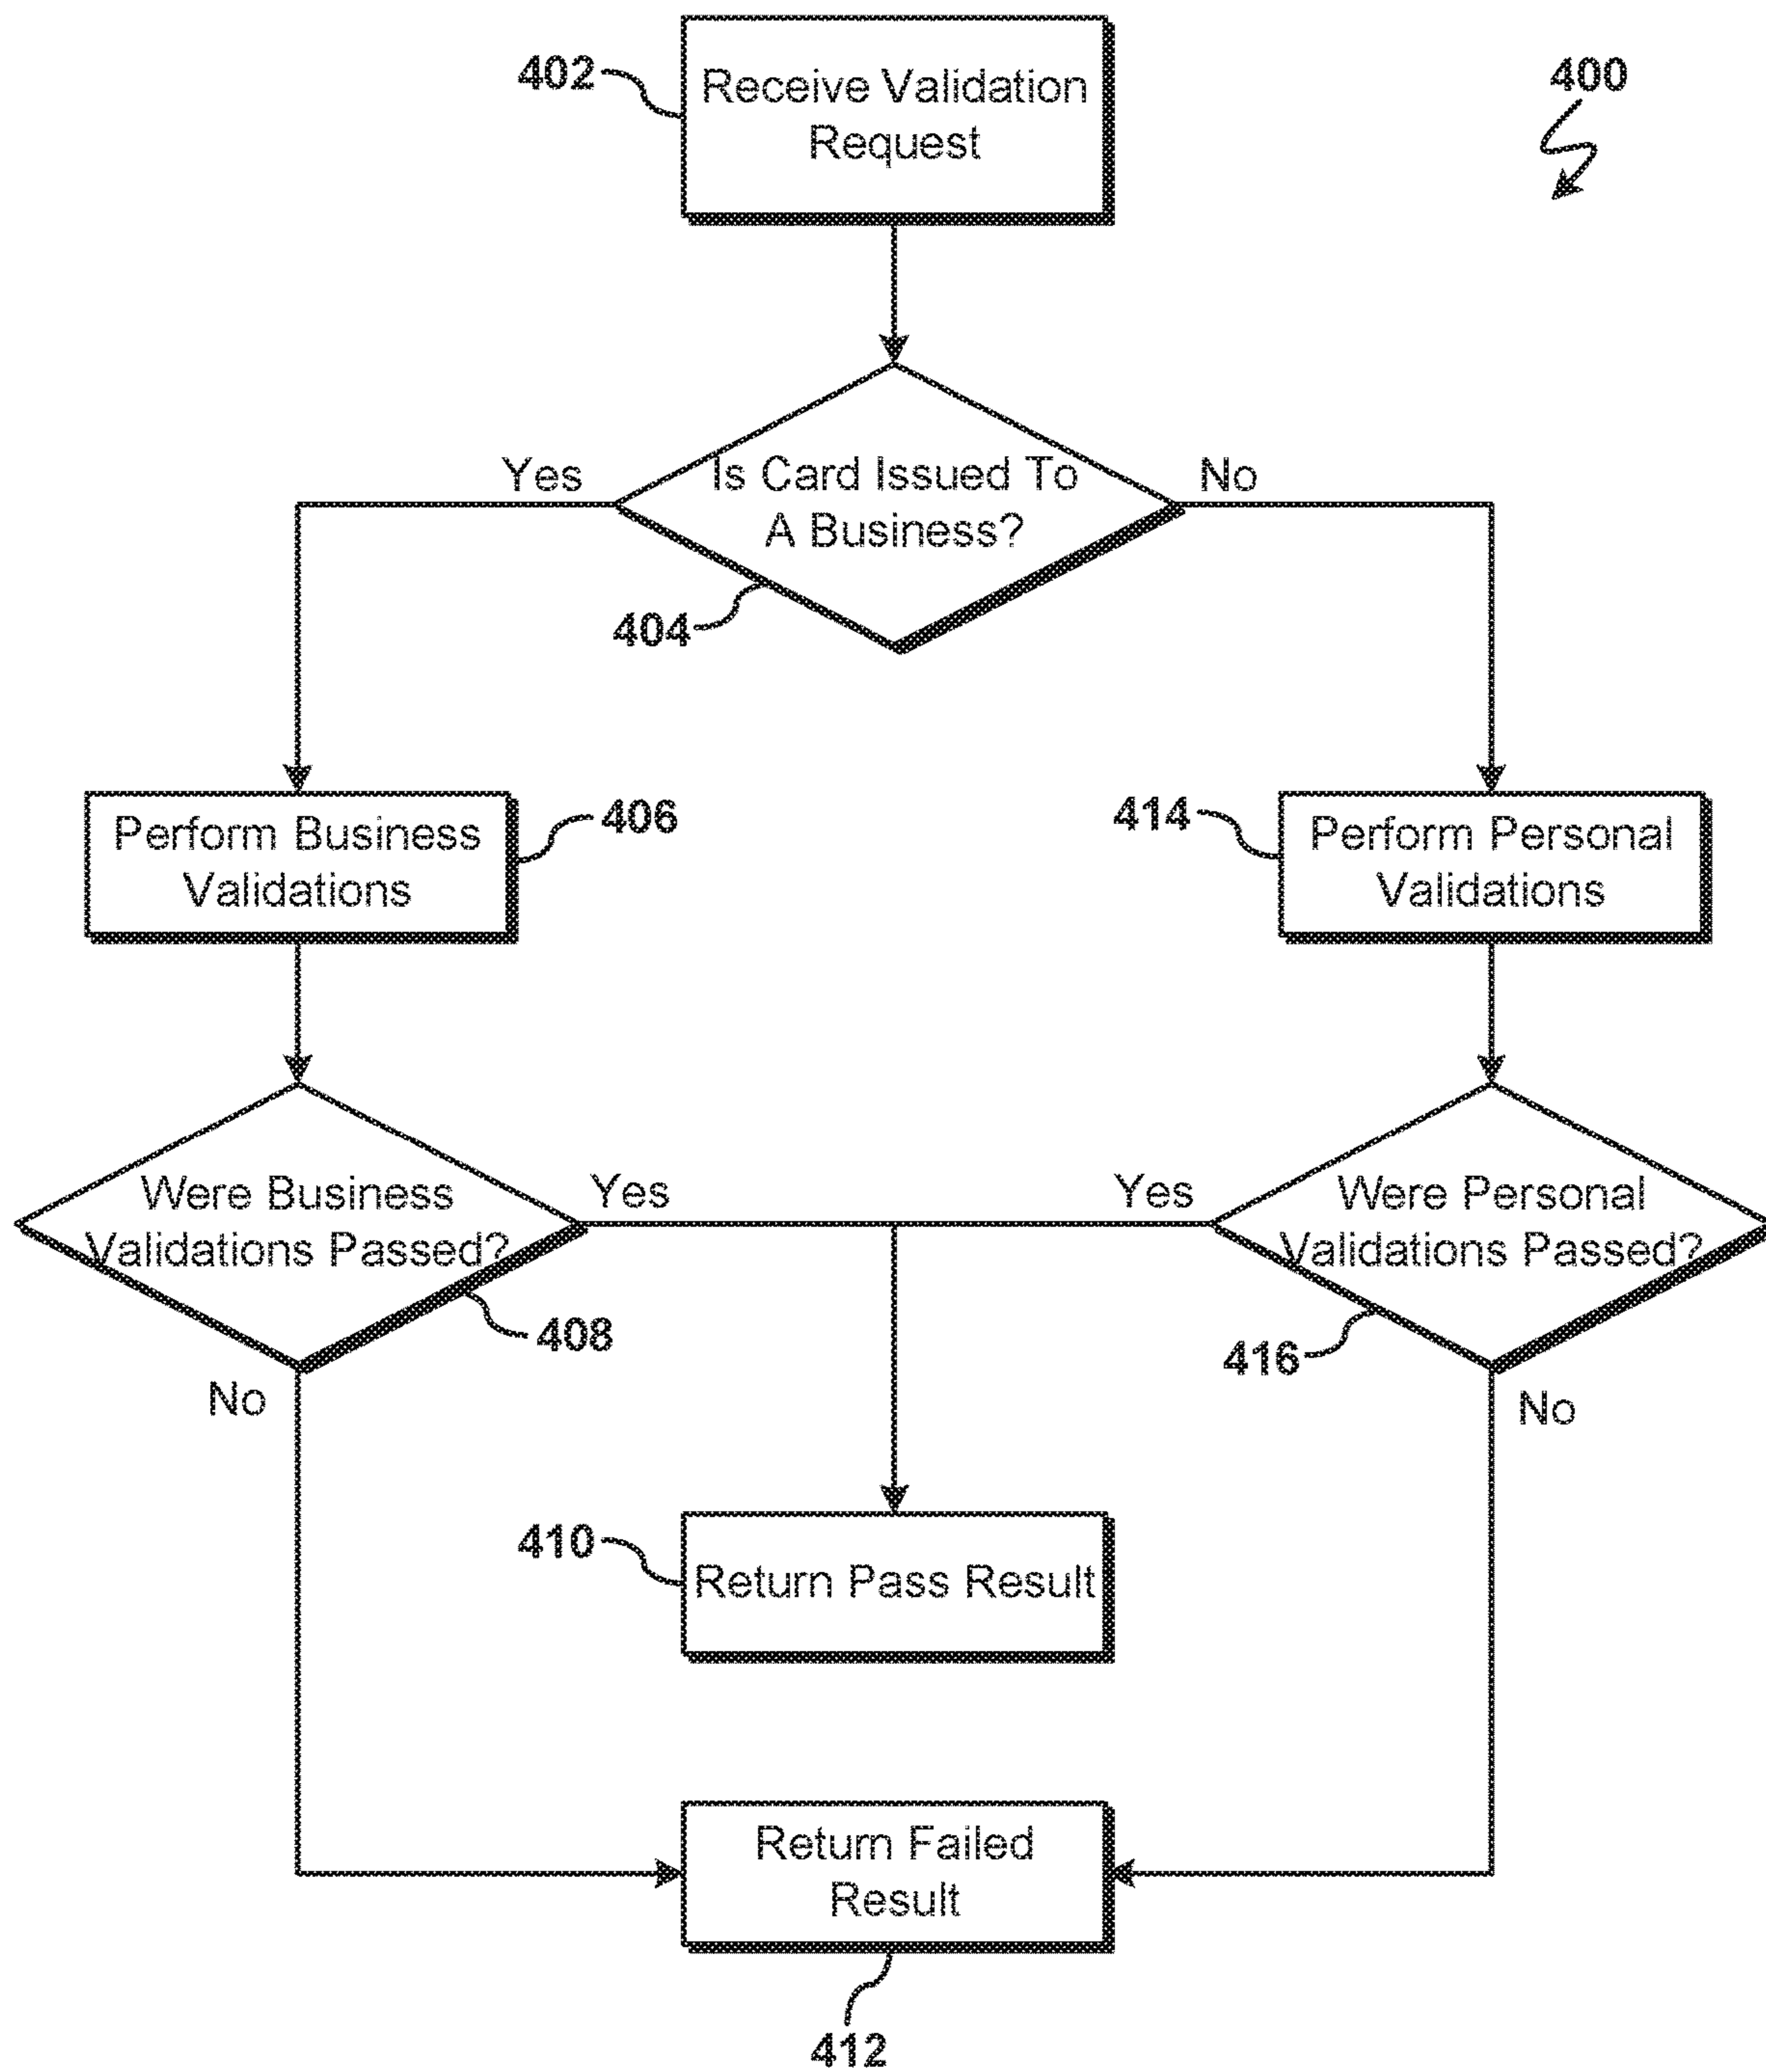 402
Receive Validation
Request
400
Yes
Is Card Issued To
A Business?
No
404
Perform Business
Validations
406
414
Perform Personal
Validations
Were Business
Validations Passed?
Yes
408
No
Yes
Were Personal
Validations Passed?
416
No
410
Return Pass Result
Return Failed
Result
412